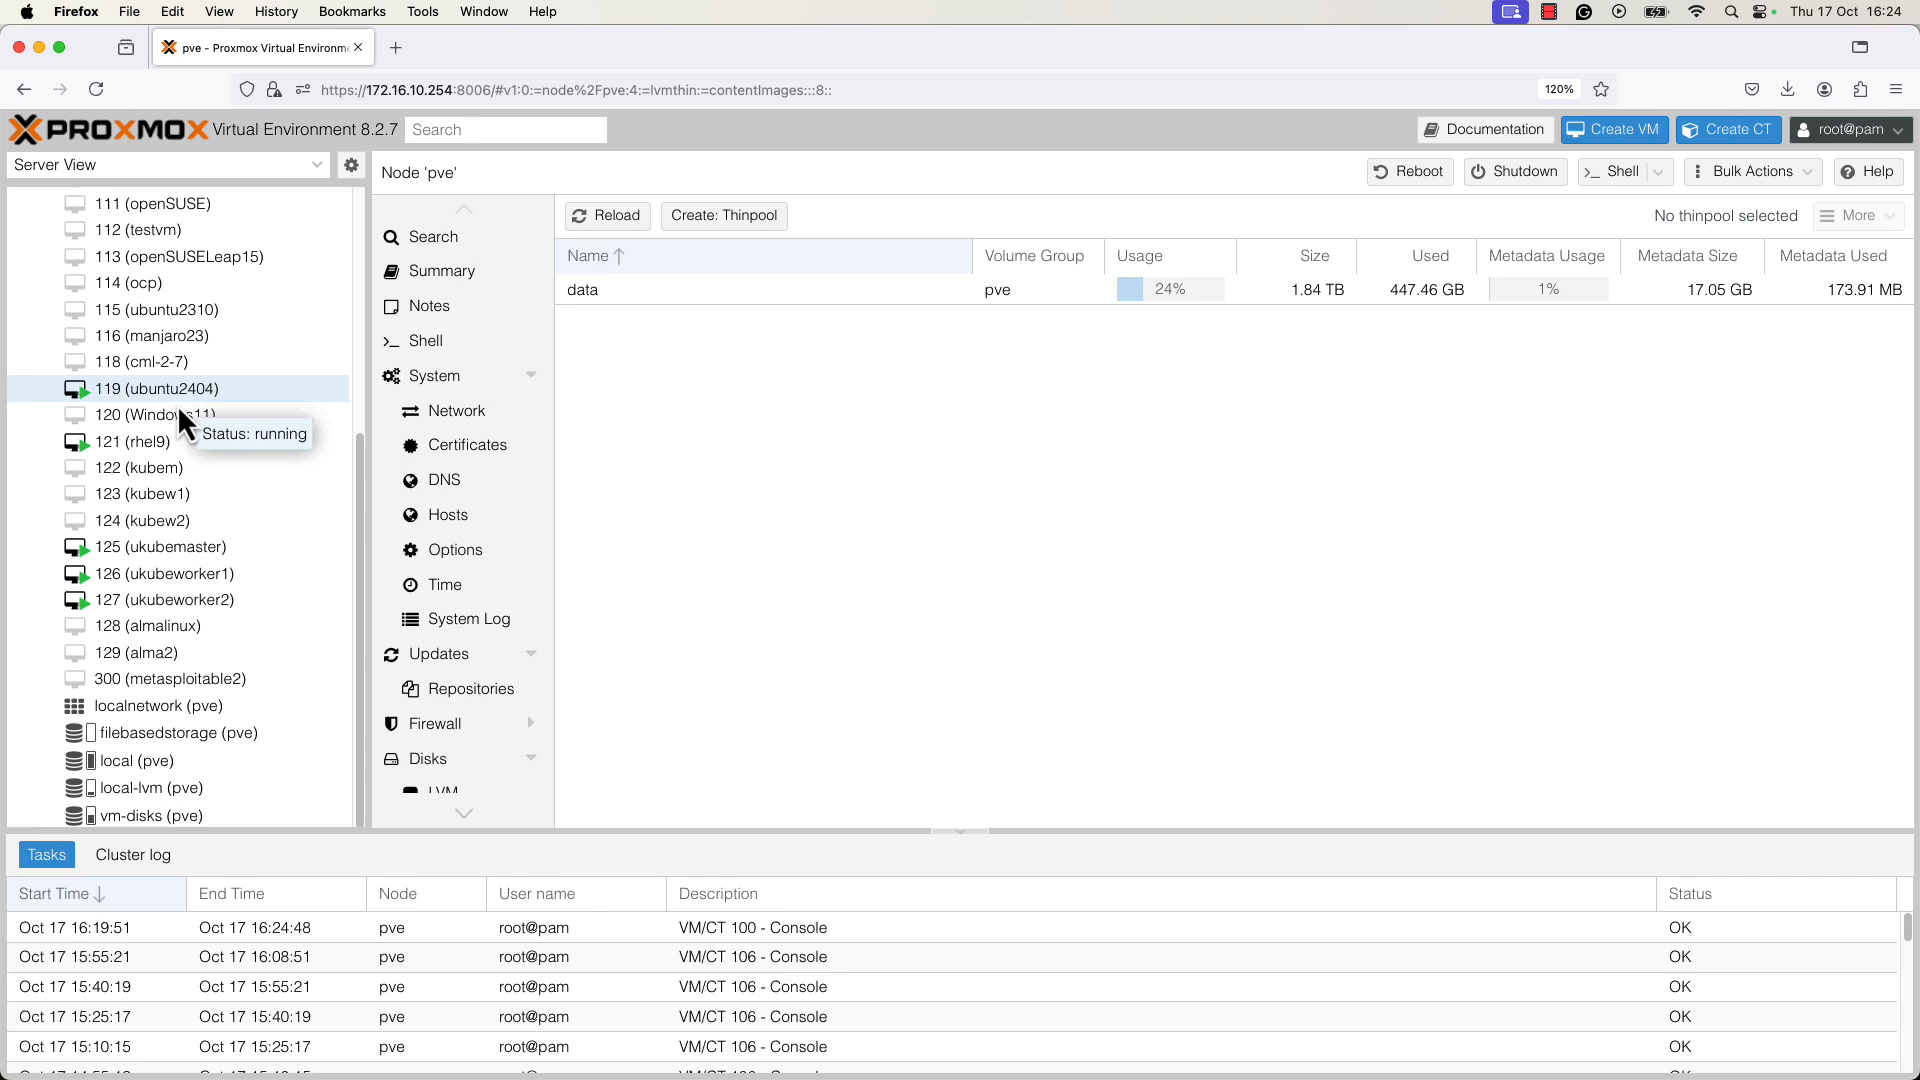 Firefox File Edit View History Bookmarks Tools Window Help Thu 17 Oct 16:24
pve - Proxmox Virtual Environme
https://172.16.10.254:8006/#v1:0:=node%2Fpve:4:=lvmthin:=contentImages:::8:: 120%
PROXMOX Virtual Environment 8.2.7 Search Documentation Create VM Create CT root@pam
Server View Node 'pve' Reboot Shutdown Shell Bulk Actions Help
111 (openSUSE)
112 (testvm)
113 (openSUSELeap15)
114 (ocp)
115 (ubuntu2310)
116 (manjaro23)
118 (cml-2-7)
119 (ubuntu2404)
120 (Windows11)
Status: running
121 (rhel9)
122 (kubem)
123 (kubew1)
124 (kubew2)
125 (ukubemaster)
126 (ukubeworker1)
127 (ukubeworker2)
128 (almalinux)
129 (alma2)
300 (metasploitable2)
localnetwork (pve)
filebasedstorage (pve)
local (pve)
local-lvm (pve)
vm-disks (pve)
Search
Summary
Notes
Shell
System
Network
Certificates
DNS
Hosts
Options
Time
System Log
Updates
Repositories
Firewall
Disks
LVM
Reload Create: Thinpool No thinpool selected More
Name Volume Group Usage Size Used Metadata Usage Metadata Size Metadata Used
data pve 24% 1.84 TB 447.46 GB 1% 17.05 GB 173.91 MB
Tasks Cluster log
Start Time End Time Node User name Description Status
Oct 17 16:19:51 Oct 17 16:24:48 pve root@pam VM/CT 100 - Console OK
Oct 17 15:55:21 Oct 17 16:08:51 pve root@pam VM/CT 106 - Console OK
Oct 17 15:40:19 Oct 17 15:55:21 pve root@pam VM/CT 106 - Console OK
Oct 17 15:25:17 Oct 17 15:40:19 pve root@pam VM/CT 106 - Console OK
Oct 17 15:10:15 Oct 17 15:25:17 pve root@pam VM/CT 106 - Console OK